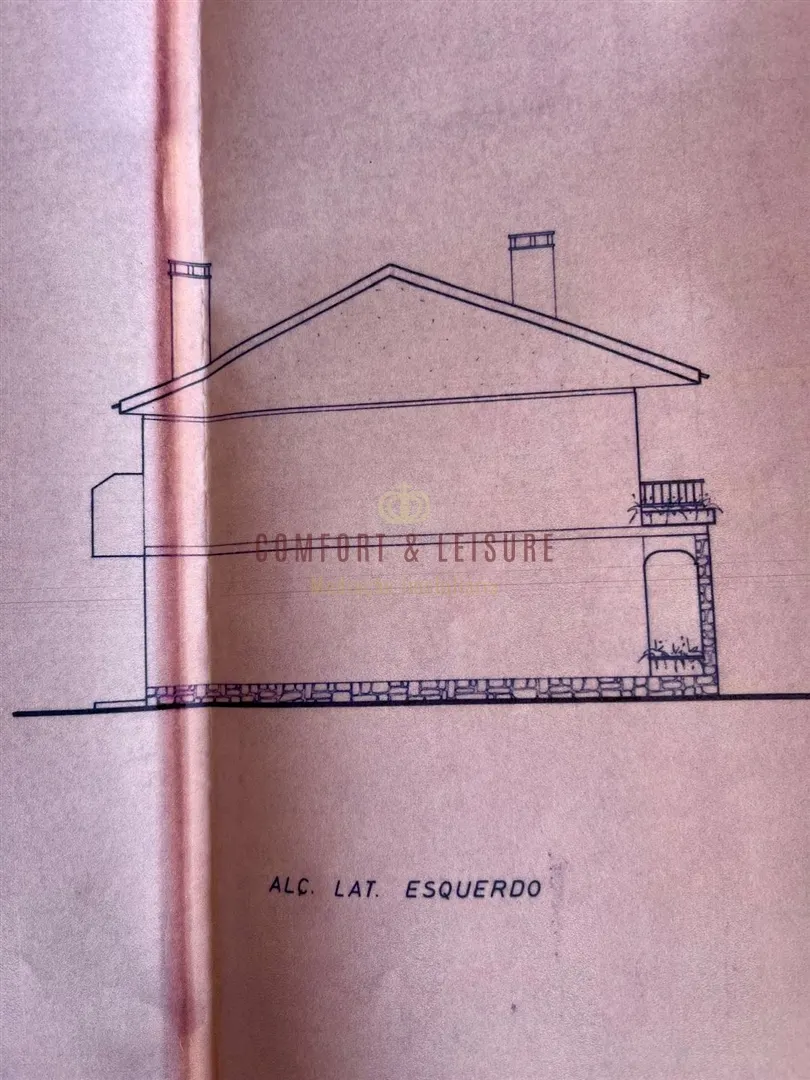 COMFORT & LEISURE
ALÇ. LAT. ESQUERDO